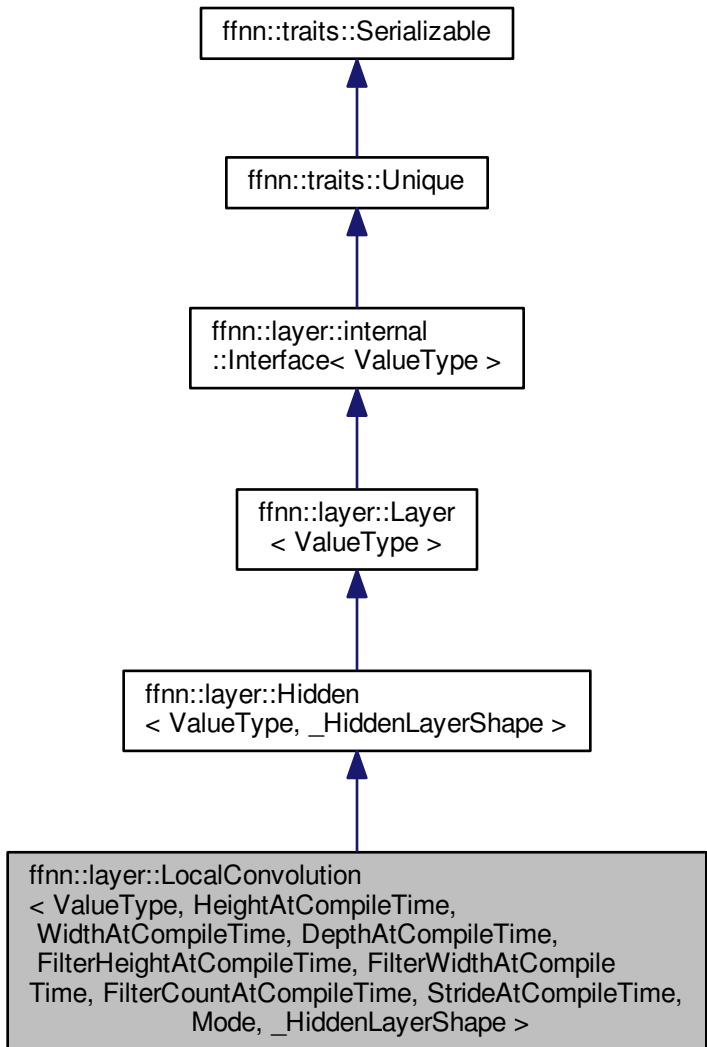 ffnn::traits::Serializable
ffnn::traits::Unique
ffnn::layer::internal
::Interface< ValueType >
ffnn::layer::Layer
< ValueType >
ffnn::layer::Hidden
< ValueType, _HiddenLayerShape >
ffnn::layer::LocalConvolution
< ValueType, HeightAtCompileTime,
WidthAtCompileTime, DepthAtCompileTime,
FilterHeightAtCompileTime, FilterWidthAtCompile
Time, FilterCountAtCompileTime, StrideAtCompileTime,
Mode, _HiddenLayerShape >